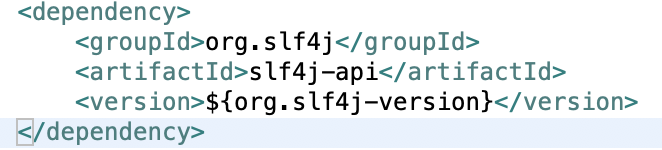 <dependency>
    <groupId>org.slf4j</groupId>
    <artifactId>slf4j-api</artifactId>
    <version>${org.slf4j-version}</version>
</dependency>